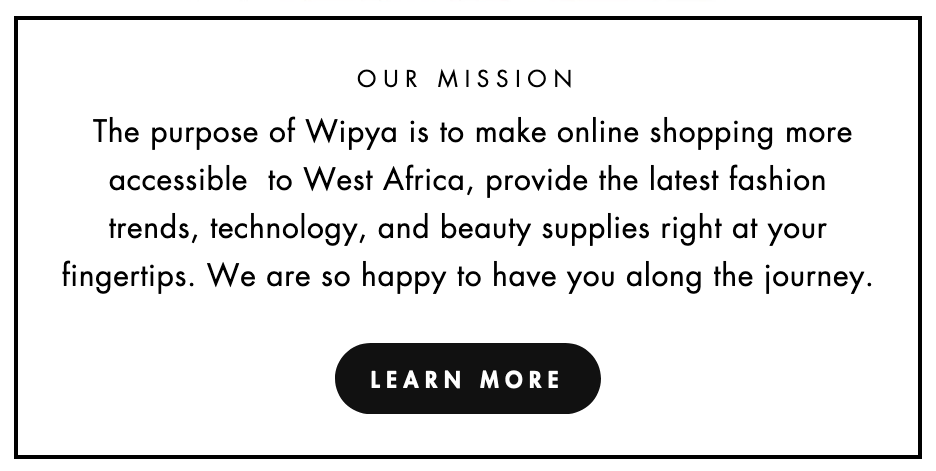 OUR MISSION
The purpose of Wipya is to make online shopping more
accessible  to West Africa, provide the latest fashion
trends, technology, and beauty supplies right at your
fingertips. We are so happy to have you along the journey.
LEARN MORE